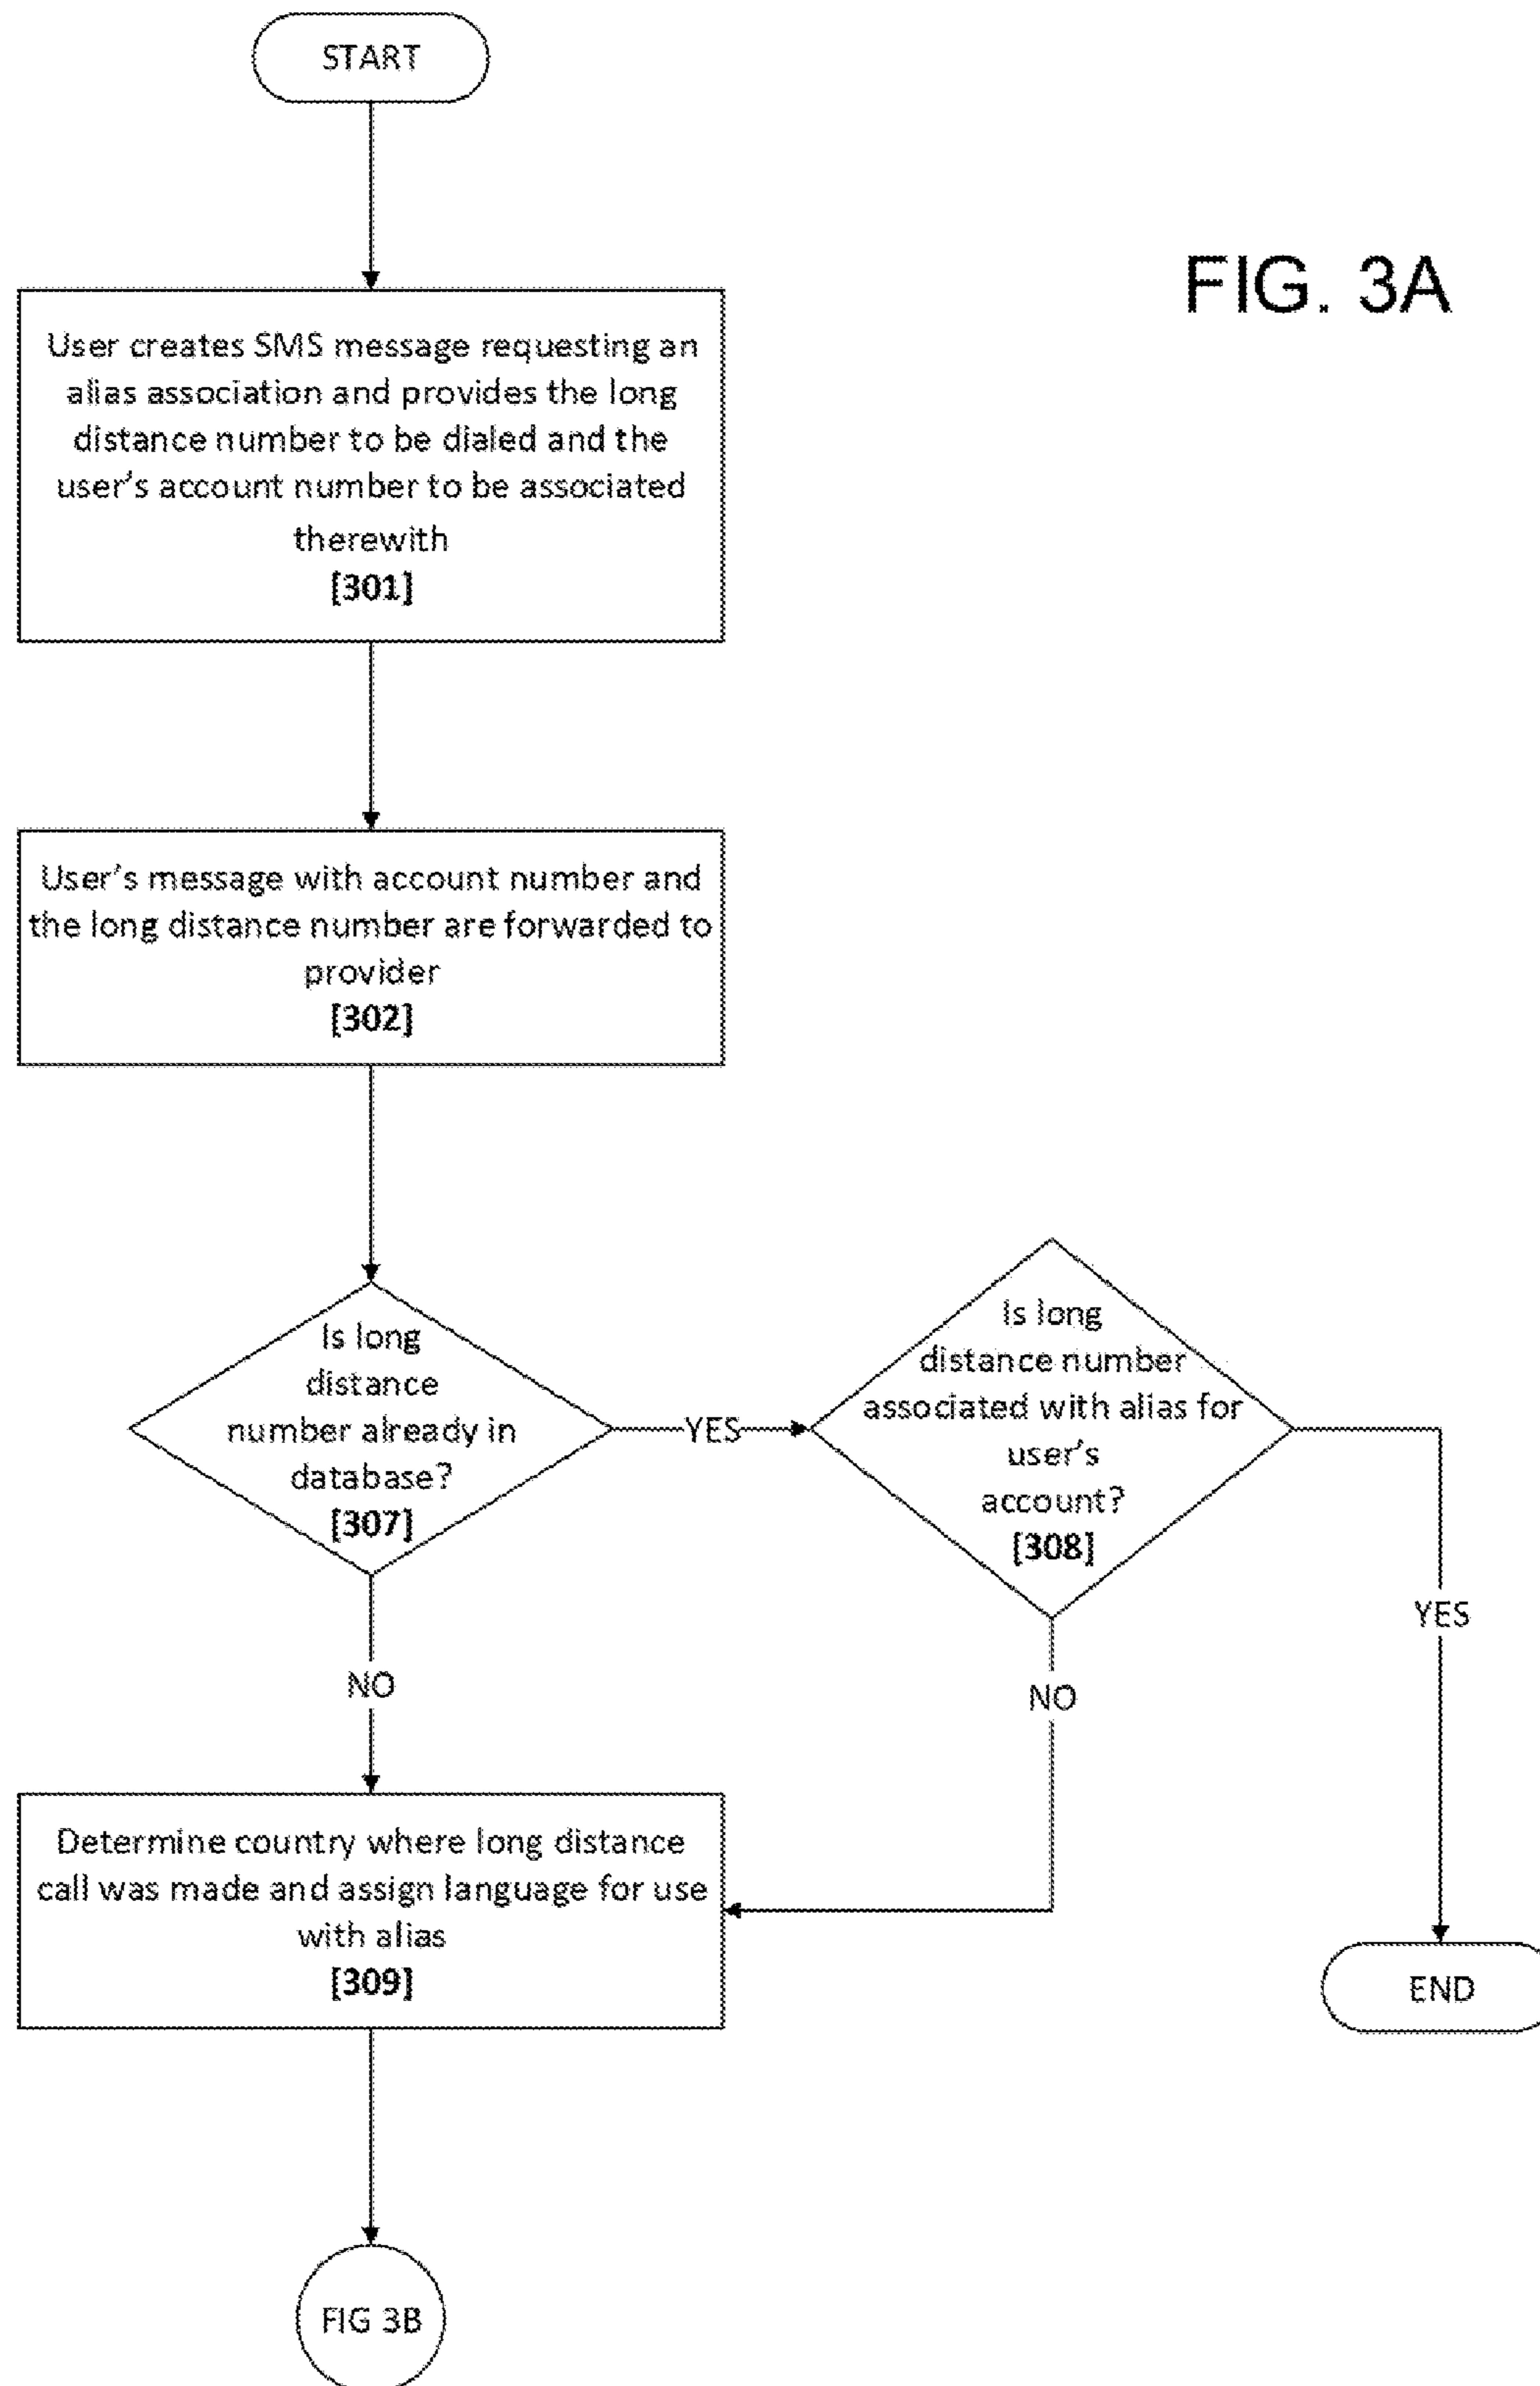 START
FIG. 3A
User creates SMS message requesting an
alias association and provides the long
distance number to be dialed and the
user's account number to be associated
therewith
[301]
User's message with account number and
the long distance number are forwarded to
provider
[302]
Is long
distance
number already in
database?
[307]
YES
Is long
distance number
associated with alias for
user's
account?
[308]
YES
NO
NO
Determine country where long distance
call was made and assign language for use
with alias
[309]
END
FIG 3B